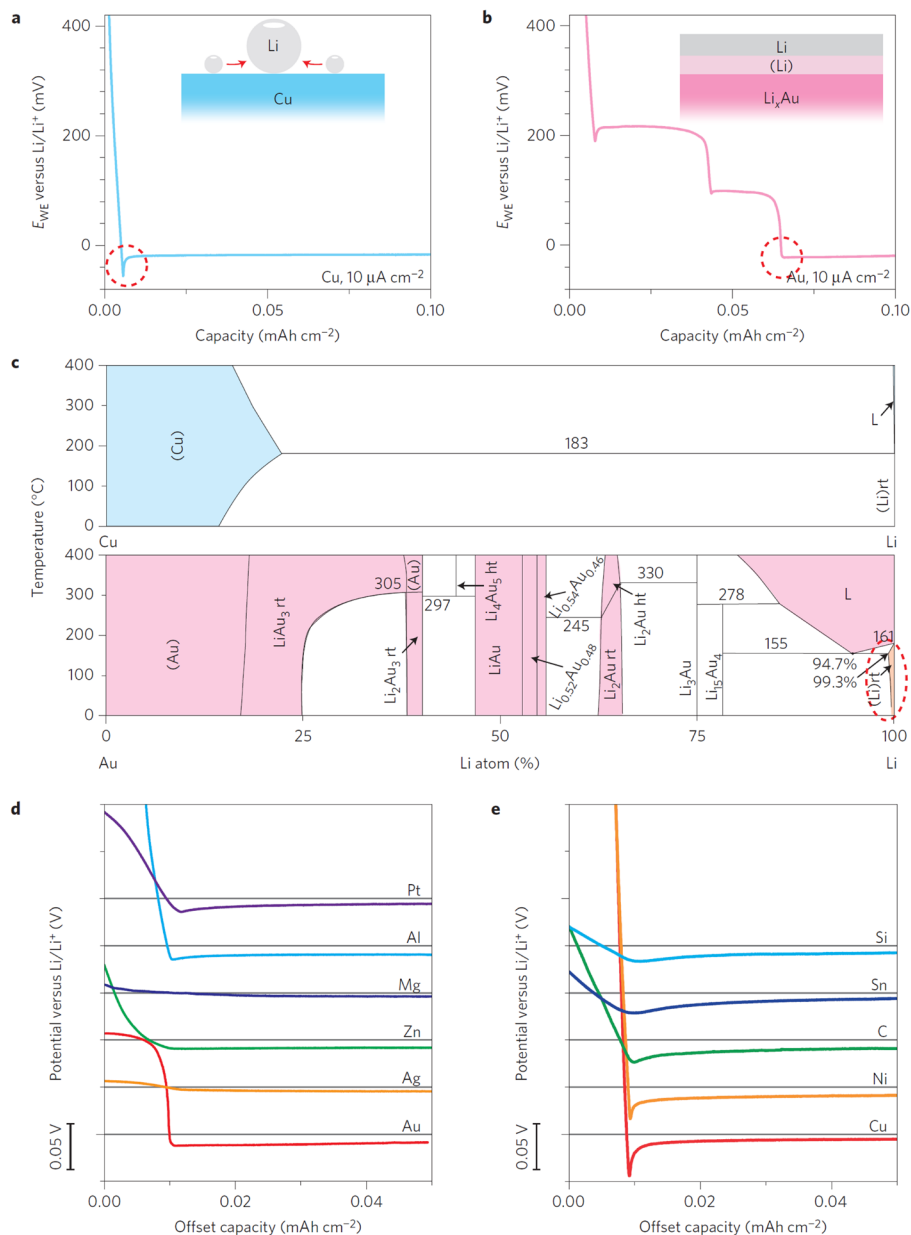 a
400
200
0
E_WE versus Li/Li⁺ (mV)
Li
Cu
Cu, 10 μA cm⁻²
0.00 0.05 0.10
Capacity (mAh cm⁻²)
b
400
200
0
E_WE versus Li/Li⁺ (mV)
Li
(Li)
LiₓAu
Au, 10 μA cm⁻²
0.00 0.05 0.10
Capacity (mAh cm⁻²)
c
Temperature (°C)
400
300
200
100
0
(Cu)
183
L
(Li)rt
Cu Li
400
300
200
100
0
(Au)
LiAu₃ rt
305
(Au)
Li₂Au₃ rt
297
Li₄Au₅ ht
LiAu
Li₀.₅₄Au₀.₄₆
245
Li₀.₅₂Au₀.₄₈
Li₂Au rt
Li₂Au ht
330
Li₃Au
278
Li₁₅Au₄
155
L
161
94.7%
99.3%
(Li)rt
0 25 50 75 100
Au Li atom (%) Li
d
Potential versus Li/Li⁺ (V)
Pt
Al
Mg
Zn
Ag
Au
0.05 V
0.00 0.02 0.04
Offset capacity (mAh cm⁻²)
e
Potential versus Li/Li⁺ (V)
Si
Sn
C
Ni
Cu
0.05 V
0.00 0.02 0.04
Offset capacity (mAh cm⁻²)